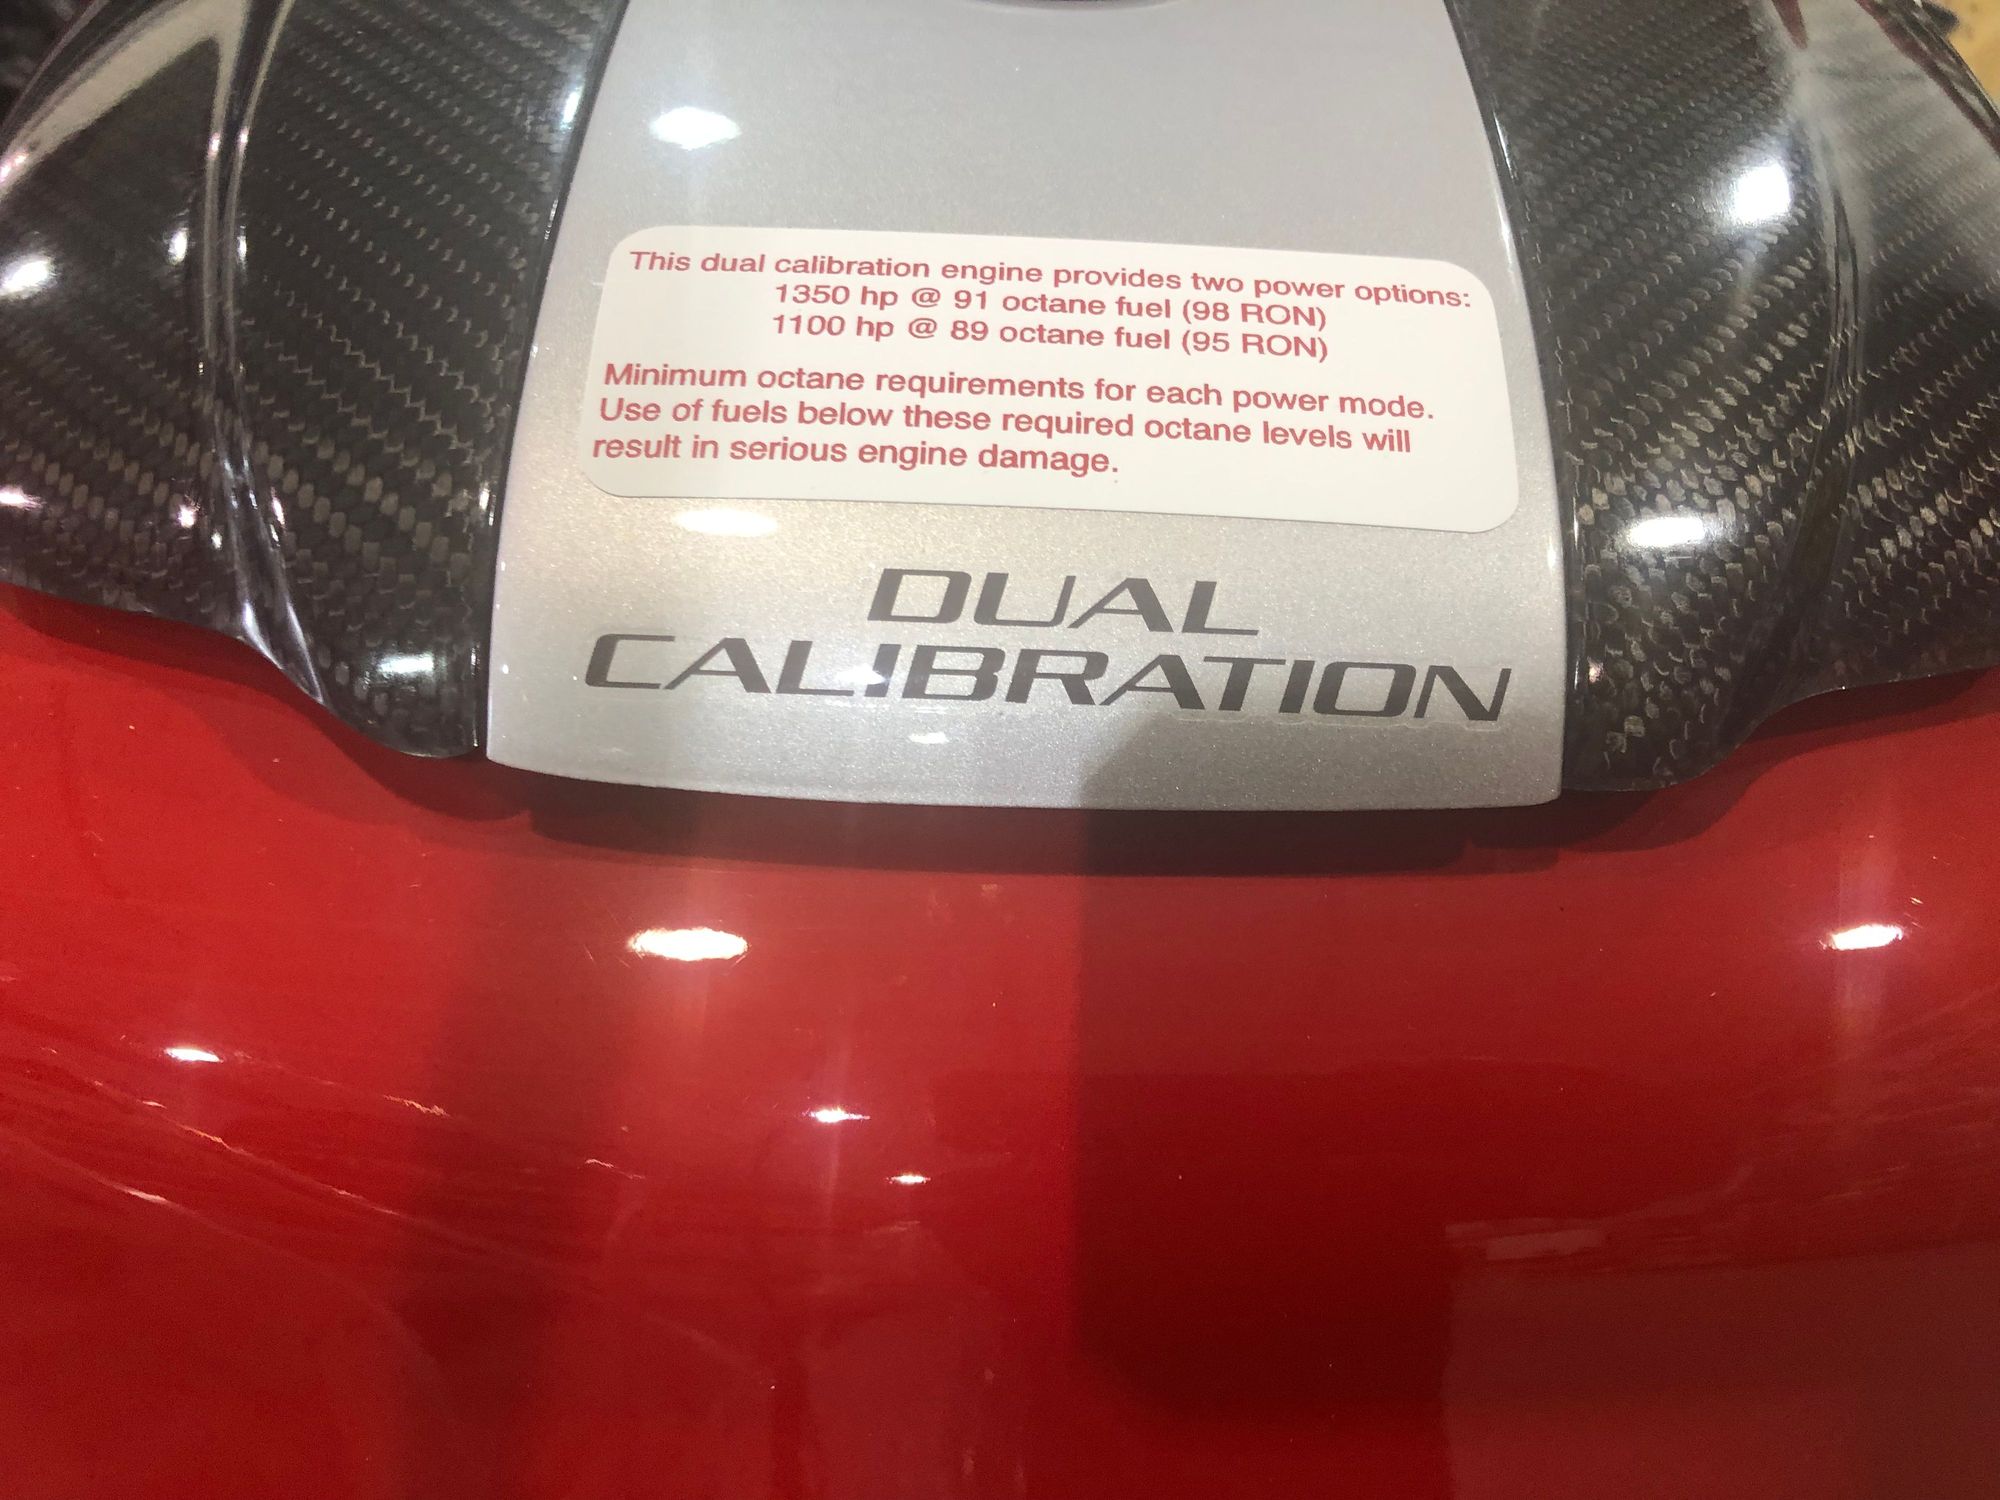 This dual calibration engine provides two power options:
1350 hp @ 91 octane fuel (98 RON)
1100 hp @ 89 octane fuel (95 RON)
Minimum octane requirements for each power mode.
Use of fuels below these required octane levels will
result in serious engine damage.
DUAL
CALIBRATION